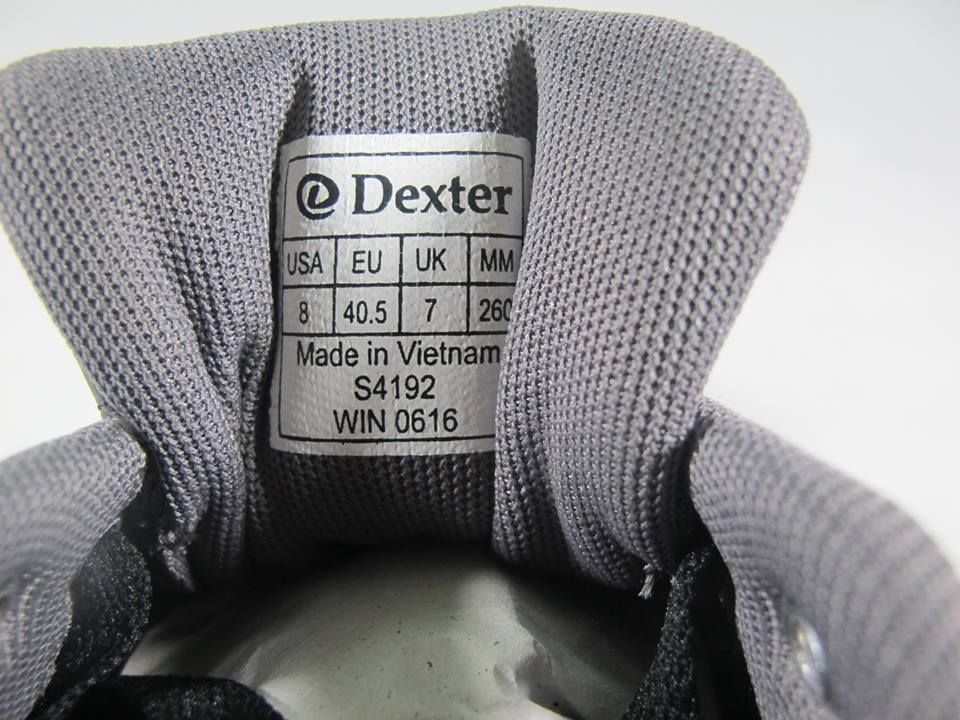 Dexter
USA EU UK MM
8 40.5 7 260
Made in Vietnam
S4192
WIN 0616